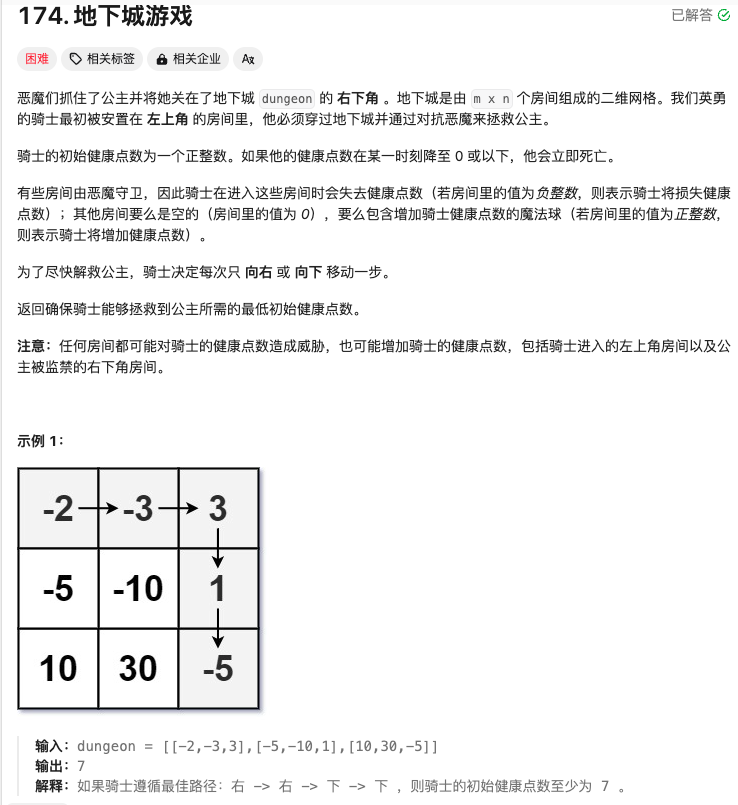 174. 地下城游戏
已解答
困难 相关标签 相关企业 Aχ
恶魔们抓住了公主并将她关在了地下城 dungeon 的 右下角 。地下城是由 m x n 个房间组成的二维网格。我们英勇
的骑士最初被安置在 左上角 的房间里，他必须穿过地下城并通过对抗恶魔来拯救公主。
骑士的初始健康点数为一个正整数。如果他的健康点数在某一时刻降至 0 或以下，他会立即死亡。
有些房间由恶魔守卫，因此骑士在进入这些房间时会失去健康点数（若房间里的值为负整数，则表示骑士将损失健康
点数）；其他房间要么是空的（房间里的值为 0），要么包含增加骑士健康点数的魔法球（若房间里的值为正整数，
则表示骑士将增加健康点数）。
为了尽快解救公主，骑士决定每次只 向右 或 向下 移动一步。
返回确保骑士能够拯救到公主所需的最低初始健康点数。
注意：任何房间都可能对骑士的健康点数造成威胁，也可能增加骑士的健康点数，包括骑士进入的左上角房间以及公
主被监禁的右下角房间。
示例 1：
-2 -3 3
-5 -10 1
10 30 -5
输入：dungeon = [[-2,-3,3],[-5,-10,1],[10,30,-5]]
输出：7
解释：如果骑士遵循最佳路径：右 -> 右 -> 下 -> 下 ，则骑士的初始健康点数至少为 7 。